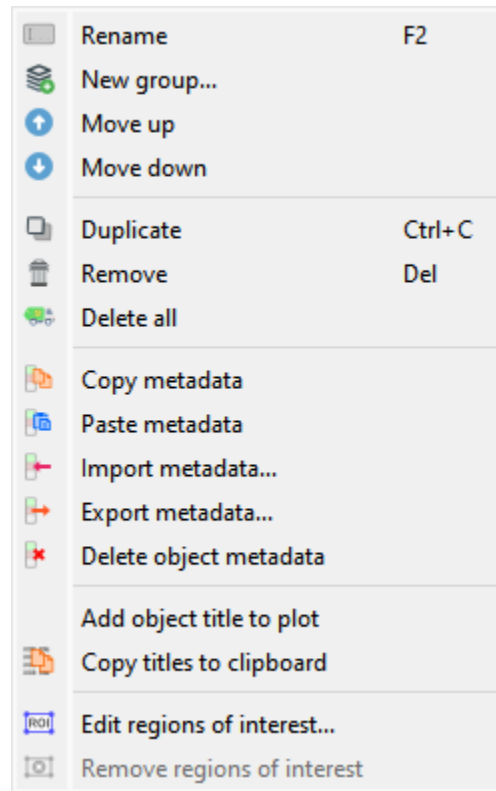 Rename F2
New group...
Move up
Move down
Duplicate Ctrl+C
Remove Del
Delete all
Copy metadata
Paste metadata
Import metadata...
Export metadata...
Delete object metadata
Add object title to plot
Copy titles to clipboard
ROI Edit regions of interest...
Remove regions of interest